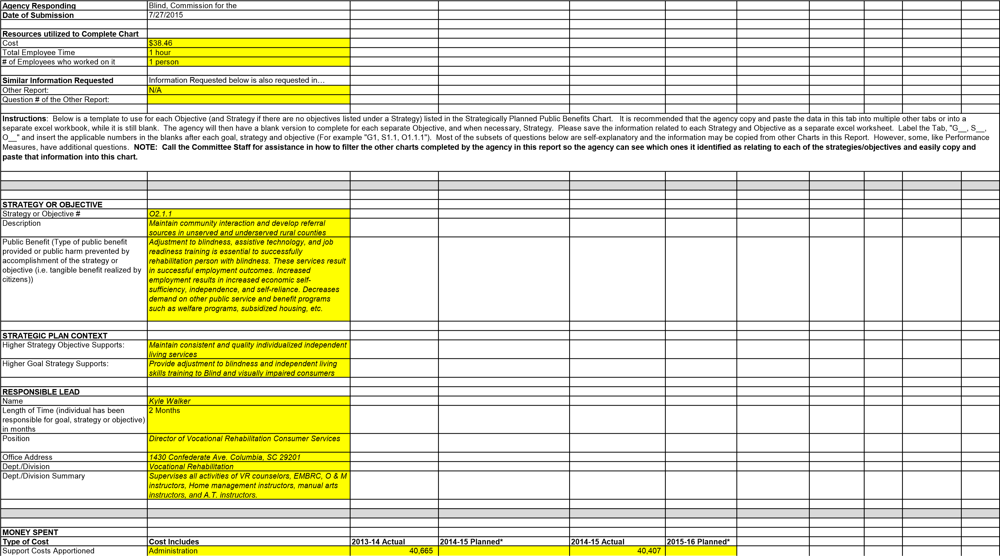 Agency Responding Blind, Commission for the
Date of Submission 7/27/2015
Resources utilized to Complete Chart
Cost $38.46
Total Employee Time 1 hour
# of Employees who worked on it 1 person
Similar Information Requested Information Requested below is also requested in…
Other Report: N/A
Question # of the Other Report:
Instructions:  Below is a template to use for each Objective (and Strategy if there are no objectives listed under a Strategy) listed in the Strategically Planned Public Benefits Chart.   It is recommended that the agency copy and paste the data in this tab into multiple other tabs or into a
separate excel workbook, while it is still blank.  The agency will then have a blank version to complete for each separate Objective, and when necessary, Strategy.  Please save the information related to each Strategy and Objective as a separate excel worksheet.  Label the Tab, "G__, S__,
O__" and insert the applicable numbers in the blanks after each goal, strategy and objective (For example "G1, S1.1, O1.1.1").  Most of the subsets of questions below are self-explanatory and the information may be copied from other Charts in this Report.  However, some, like Performance
Measures, have additional questions.  NOTE:  Call the Committee Staff for assistance in how to filter the other charts completed by the agency in this report so the agency can see which ones it identified as relating to each of the strategies/objectives and easily copy and
paste that information into this chart.
STRATEGY OR OBJECTIVE
Strategy or Objective # O2.1.1
Description
Maintain community interaction and develop referral
sources in unserved and underserved rural counties
Public Benefit (Type of public benefit
provided or public harm prevented by
accomplishment of the strategy or
objective (i.e. tangible benefit realized by
citizens))
Adjustment to blindness, assistive technology, and job
readiness training is essential to successfully
rehabilitation person with blindness. These services result
in successful employment outcomes. Increased
employment results in increased economic self-
sufficiency, independence, and self-reliance. Decreases
demand on other public service and benefit programs
such as welfare programs, subsidized housing, etc.
STRATEGIC PLAN CONTEXT
Higher Strategy Objective Supports:
Maintain consistent and quality individualized independent
living services
Higher Goal Strategy Supports:
Provide adjustment to blindness and independent living
skills training to Blind and visually impaired consumers
RESPONSIBLE LEAD
Name Kyle Walker
Length of Time (individual has been
responsible for goal, strategy or objective)
in months
2 Months
Position Director of Vocational Rehabilitation Consumer Services
Office Address 1430 Confederate Ave. Columbia, SC 29201
Dept./Division Vocational Rehabilitation
Dept./Division Summary
Supervises all activities of VR counselors, EMBRC, O & M
instructors, Home management instructors, manual arts
instructors, and A.T. instructors.
MONEY SPENT
Type of Cost Cost Includes 2013-14 Actual 2014-15 Planned* 2014-15 Actual 2015-16 Planned*
Support Costs Apportioned Administration 40,665 40,407